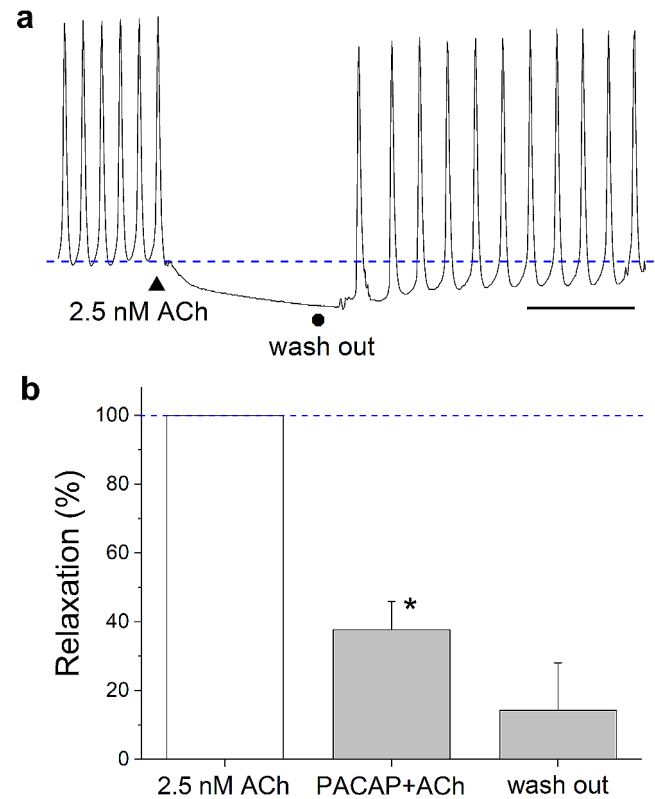 a
2.5 nM ACh
wash out
b
Relaxation (%)
100
80
60
40
20
0
*
2.5 nM ACh PACAP+ACh wash out